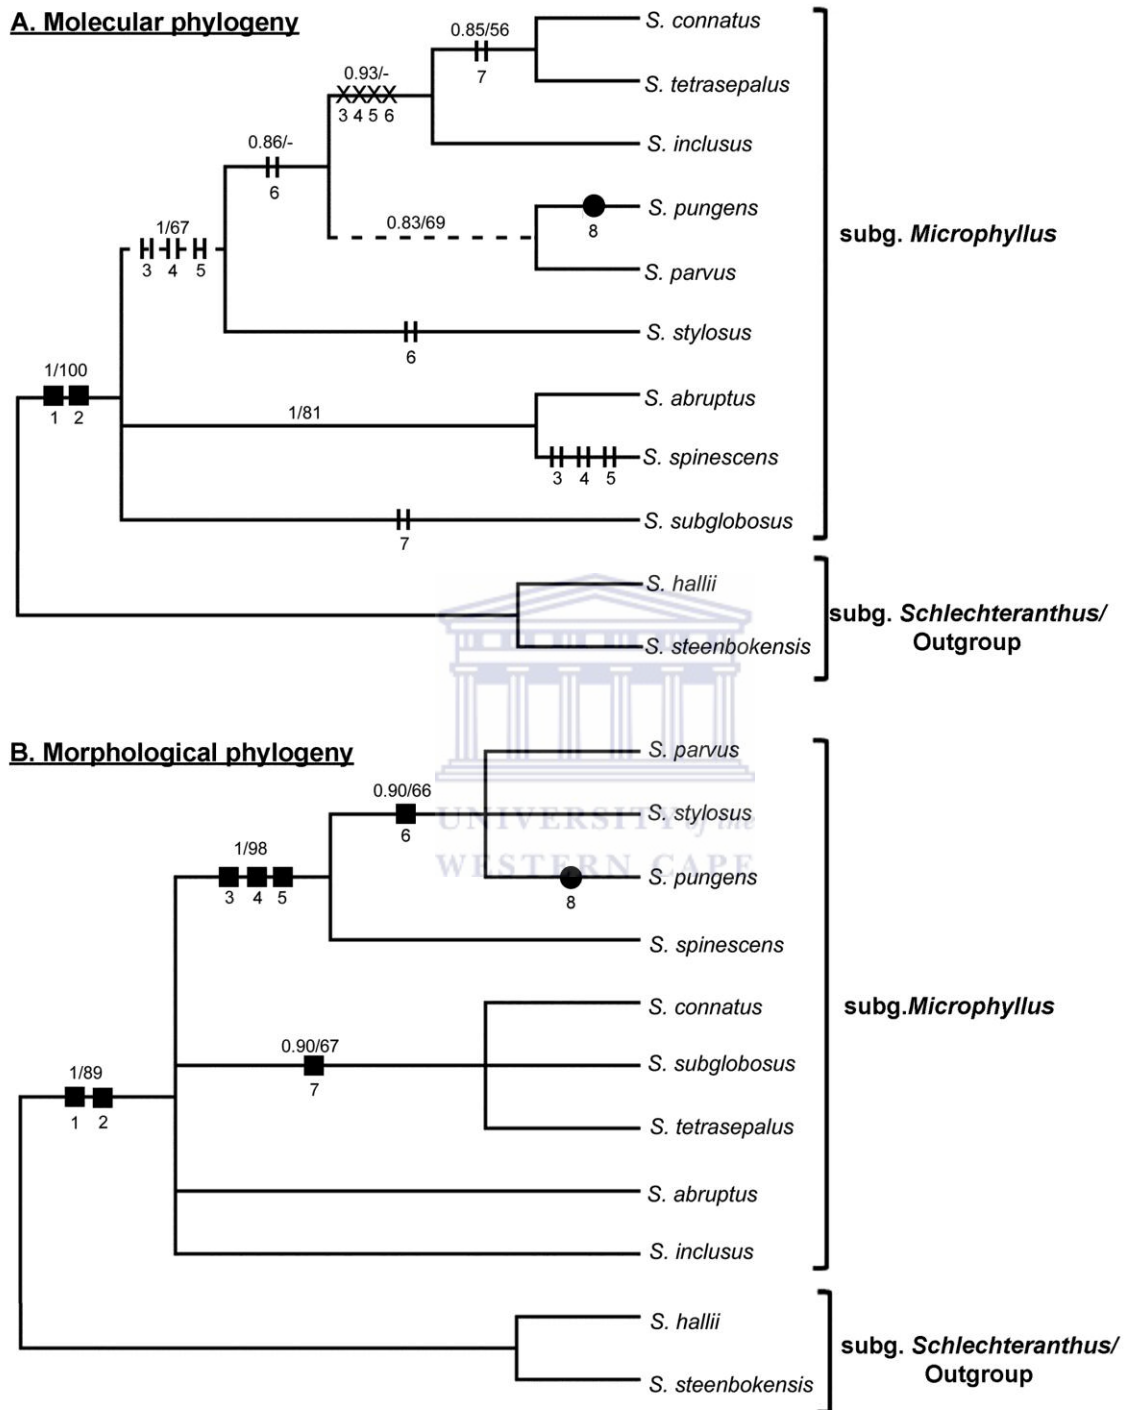 A. Molecular phylogeny
S. connatus
0.85/56
7
S. tetrasepalus
0.93/-
3 4 5 6
S. inclusus
0.86/-
6
S. pungens
8
0.83/69
S. parvus
subg. Microphyllus
1/67
3 4 5
S. stylosus
6
1/100
1 2
S. abruptus
1/81
S. spinescens
3 4 5
S. subglobosus
7
S. hallii
subg. Schlechteranthus/
Outgroup
S. steenbokensis
B. Morphological phylogeny
S. parvus
0.90/66
6
S. stylosus
UNIVERSITY of the
WESTERN CAPE
1/98
3 4 5
S. pungens
8
S. spinescens
S. connatus
subg.Microphyllus
0.90/67
7
S. subglobosus
1/89
1 2
S. tetrasepalus
S. abruptus
S. inclusus
S. hallii
subg. Schlechteranthus/
Outgroup
S. steenbokensis